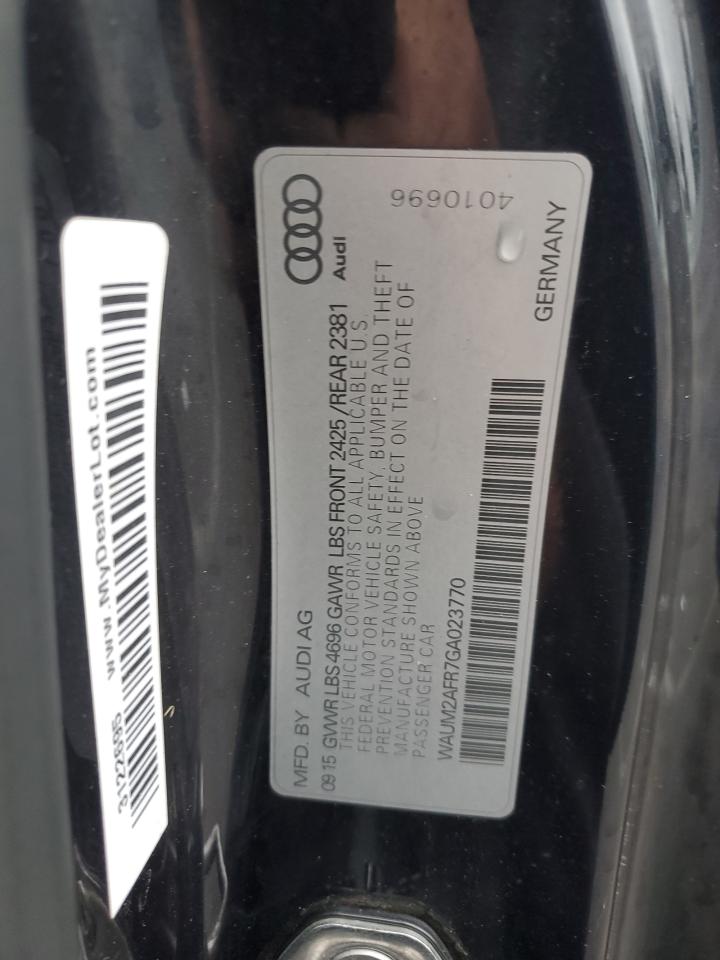 MFD. BY AUDI AG
09 15 GVWR LBS 4696 GAWR LBS FRONT 2425 /REAR 2381
THIS VEHICLE CONFORMS TO ALL APPLICABLE U.S.
FEDERAL MOTOR VEHICLE SAFETY, BUMPER AND THEFT
PREVENTION STANDARDS IN EFFECT ON THE DATE OF
MANUFACTURE SHOWN ABOVE
PASSENGER CAR
WAUM2AFR7GA023770
Audi
4010696
GERMANY
www.MyDealerLot.com